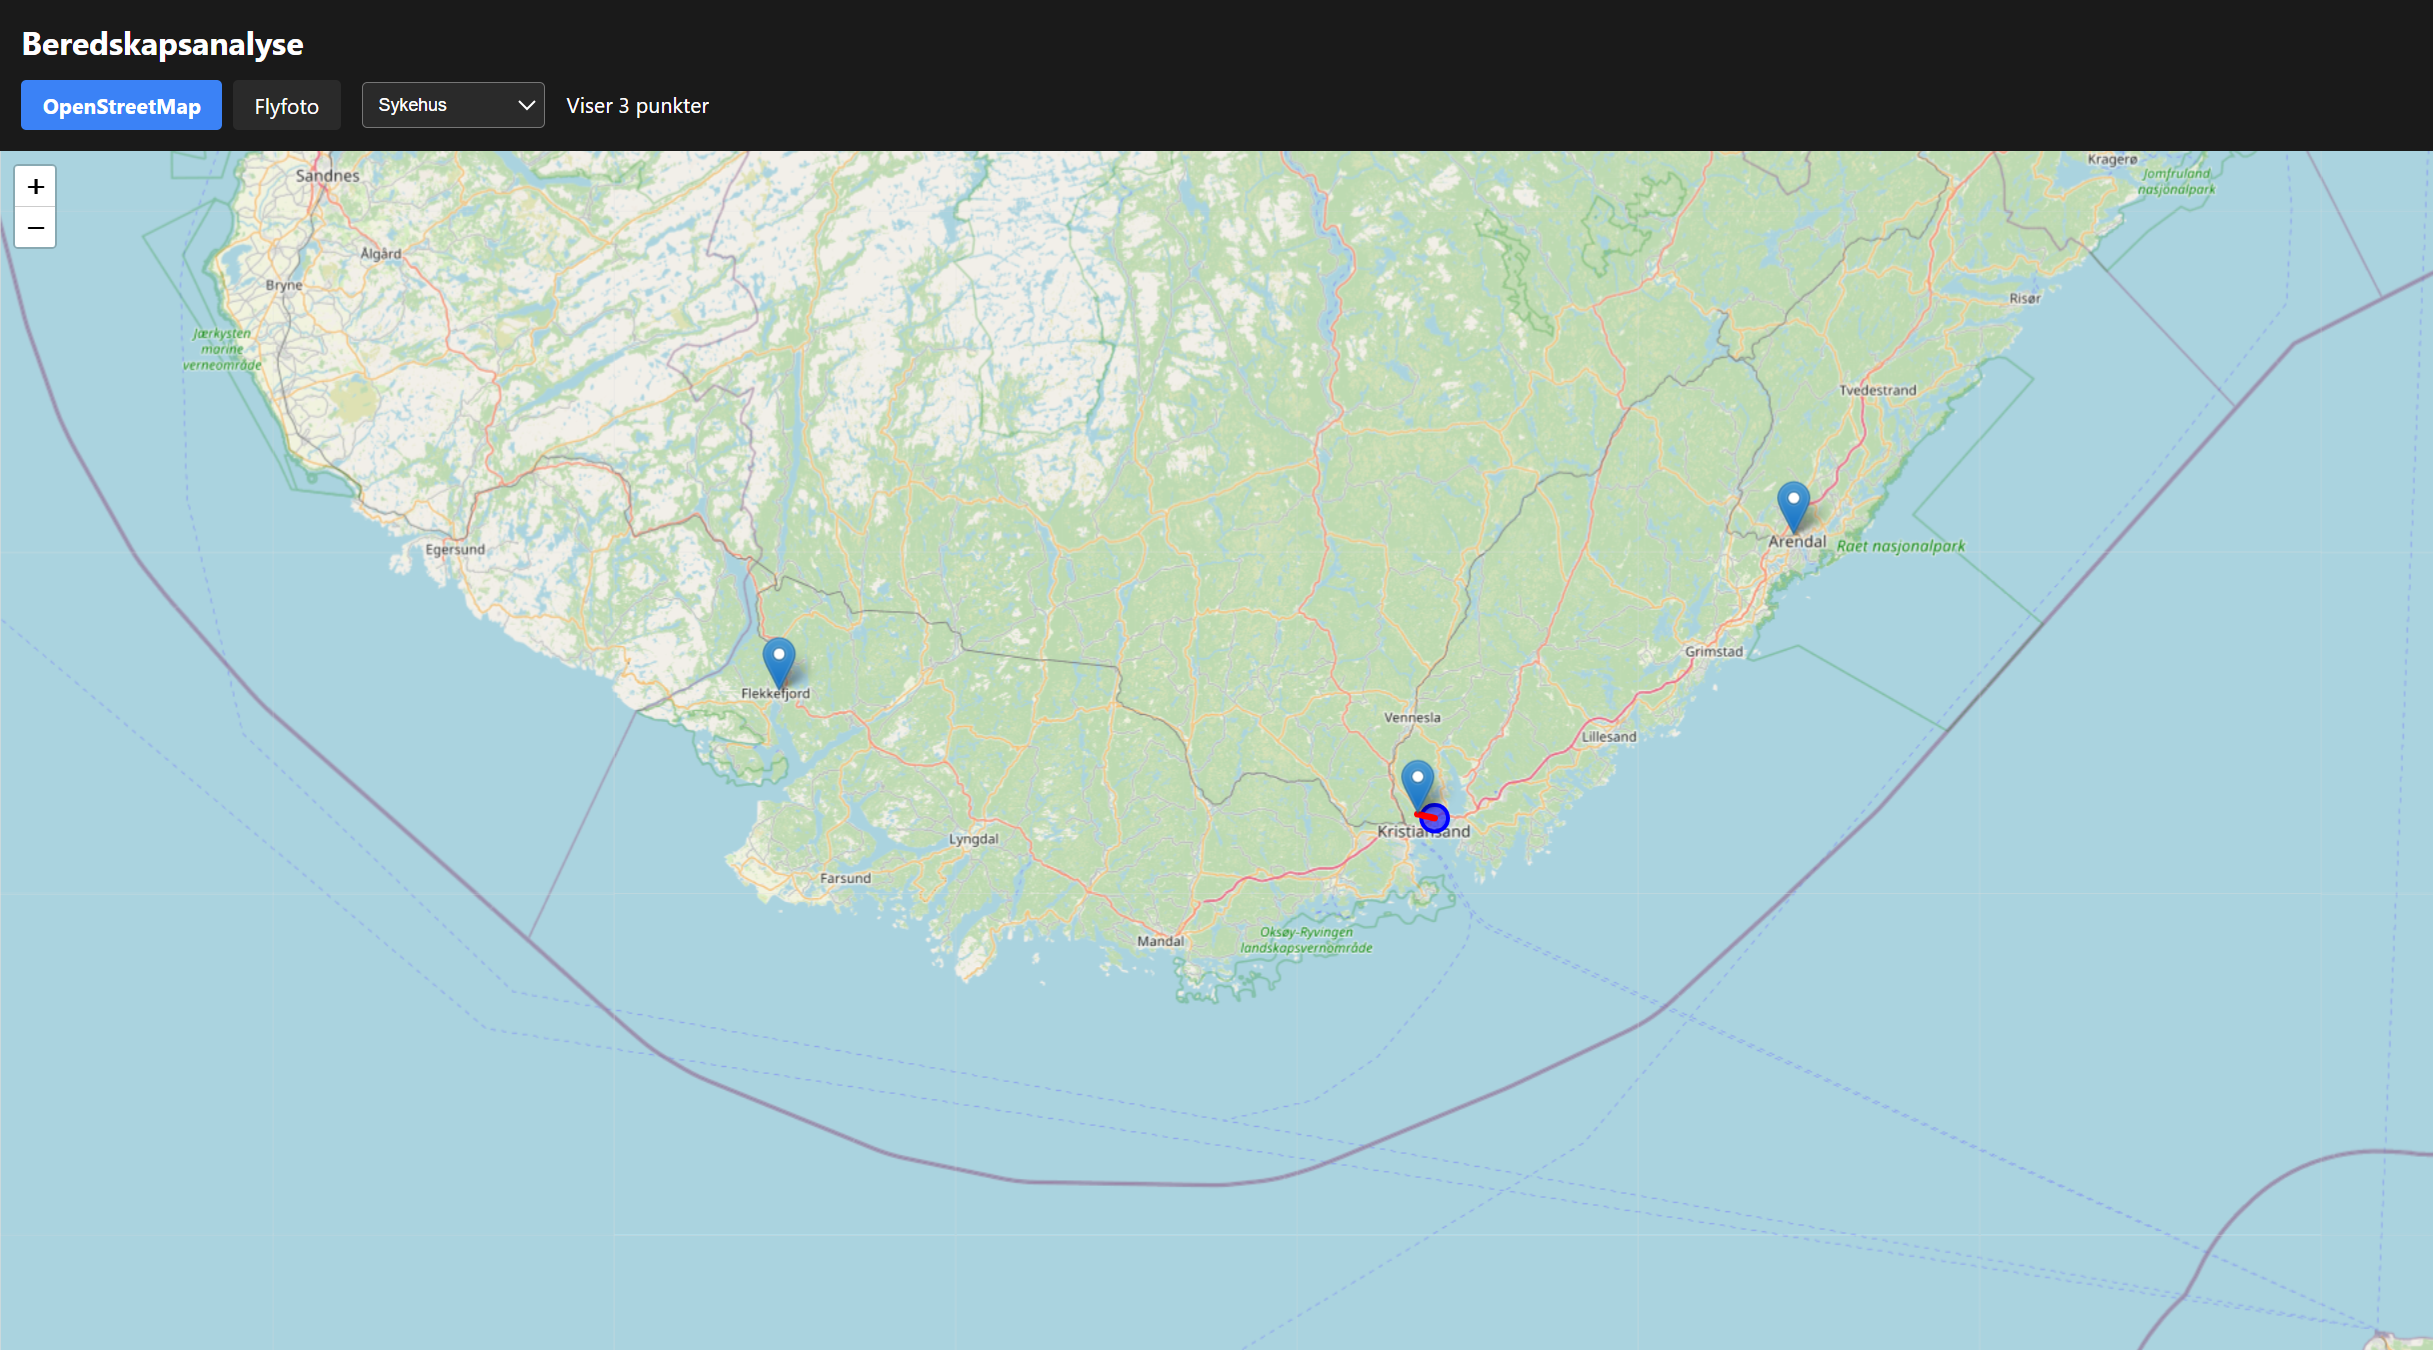 Beredskapsanalyse
OpenStreetMap
Flyfoto
Sykehus
Viser 3 punkter
+
−
Kragerø
Jomfruland
nasjonalpark
Sandnes
Ålgård
Bryne
Risør
Jærkysten
marine
verneområde
Tvedestrand
Arendal
Raet nasjonalpark
Egersund
Grimstad
Flekkefjord
Vennesla
Lillesand
Kristiansand
Lyngdal
Farsund
Oksøy-Ryvingen
landskapsvernområde
Mandal